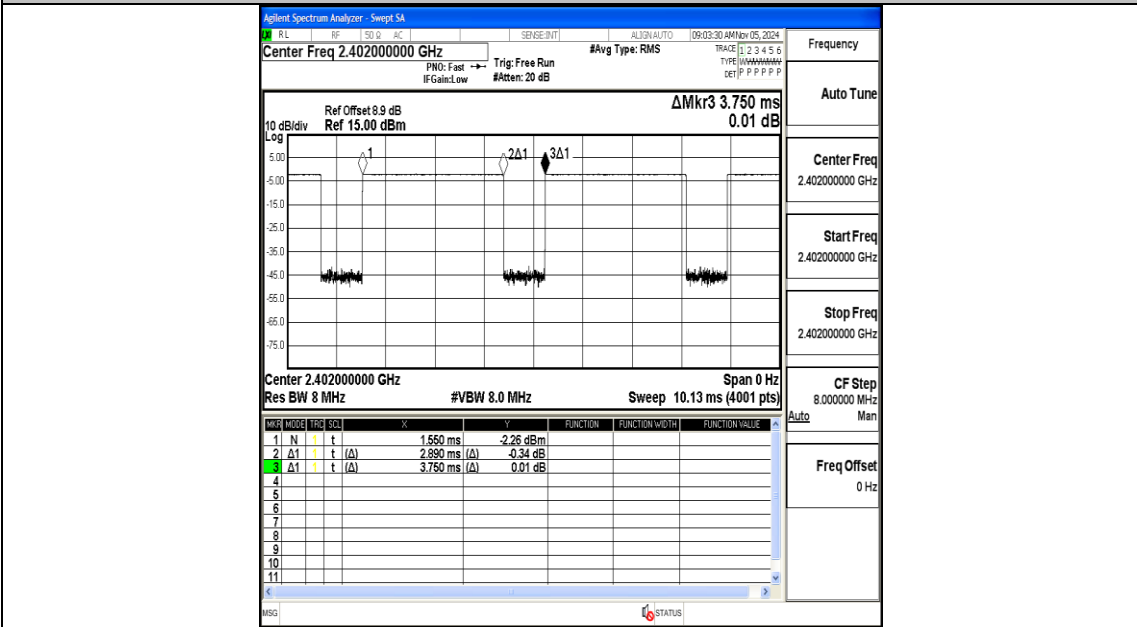 Agilent Spectrum Analyzer - Swept SA
RL RF 50 Ω AC SENSE:INT ALIGN AUTO 09:03:30 AM Nov 05, 2024
Center Freq 2.402000000 GHz
PNO: Fast
IFGain:Low
Trig: Free Run
#Atten: 20 dB
#Avg Type: RMS
TRACE 1 2 3 4 5 6
TYPE
DET P P P P P P
Frequency
Auto Tune
Center Freq
2.402000000 GHz
Start Freq
2.402000000 GHz
Stop Freq
2.402000000 GHz
CF Step
8.000000 MHz
Auto Man
Freq Offset
0 Hz
ΔMkr3 3.750 ms
0.01 dB
Ref Offset 8.9 dB
10 dB/div Ref 15.00 dBm
Log
1 2Δ1 3Δ1
5.00
-5.00
-15.0
-25.0
-35.0
-45.0
-55.0
-65.0
-75.0
Center 2.402000000 GHz Span 0 Hz
Res BW 8 MHz #VBW 8.0 MHz Sweep 10.13 ms (4001 pts)
MKR MODE TRC SCL X Y FUNCTION FUNCTION WIDTH FUNCTION VALUE
1 N 1 t 1.550 ms -2.26 dBm
2 Δ1 1 t (Δ) 2.890 ms (Δ) -0.34 dB
3 Δ1 1 t (Δ) 3.750 ms (Δ) 0.01 dB
4
5
6
7
8
9
10
11
MSG STATUS